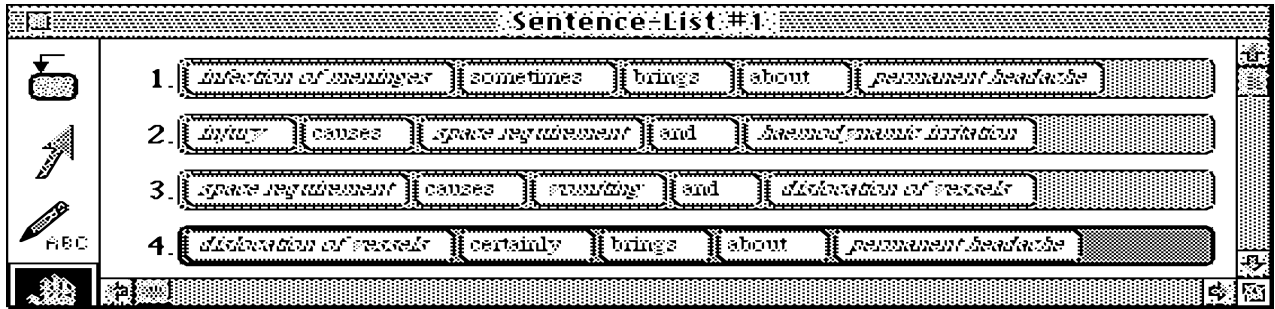 Sentence-List #1
1. infection of meninges sometimes brings about permanent headache
2. injury causes space requirement and haemodynamic irritation
3. space requirement causes vomiting and dislocation of vessels
4. dislocation of vessels certainly brings about permanent headache
ABC